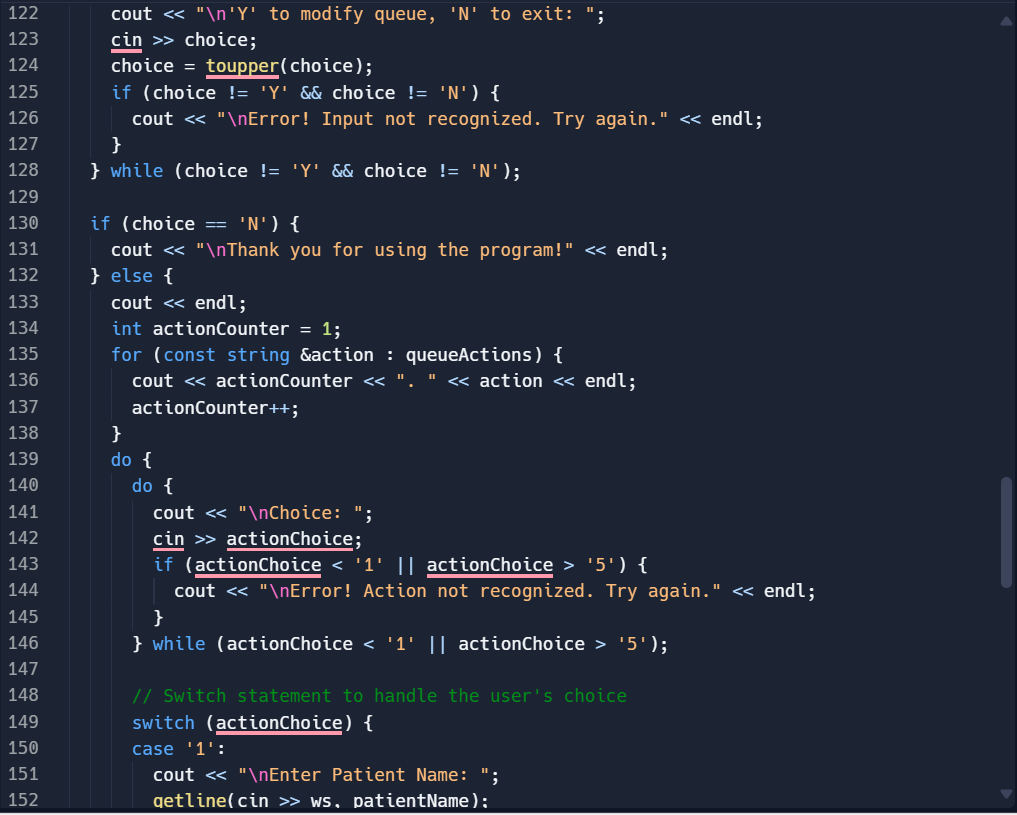 122 cout << "\n'Y' to modify queue, 'N' to exit: ";
123 cin >> choice;
124 choice = toupper(choice);
125 if (choice != 'Y' && choice != 'N') {
126 cout << "\nError! Input not recognized. Try again." << endl;
127 }
128 } while (choice != 'Y' && choice != 'N');
129
130 if (choice == 'N') {
131 cout << "\nThank you for using the program!" << endl;
132 } else {
133 cout << endl;
134 int actionCounter = 1;
135 for (const string &action : queueActions) {
136 cout << actionCounter << ". " << action << endl;
137 actionCounter++;
138 }
139 do {
140 do {
141 cout << "\nChoice: ";
142 cin >> actionChoice;
143 if (actionChoice < '1' || actionChoice > '5') {
144 cout << "\nError! Action not recognized. Try again." << endl;
145 }
146 } while (actionChoice < '1' || actionChoice > '5');
147
148 // Switch statement to handle the user's choice
149 switch (actionChoice) {
150 case '1':
151 cout << "\nEnter Patient Name: ";
152 getline(cin >> ws, patientName);